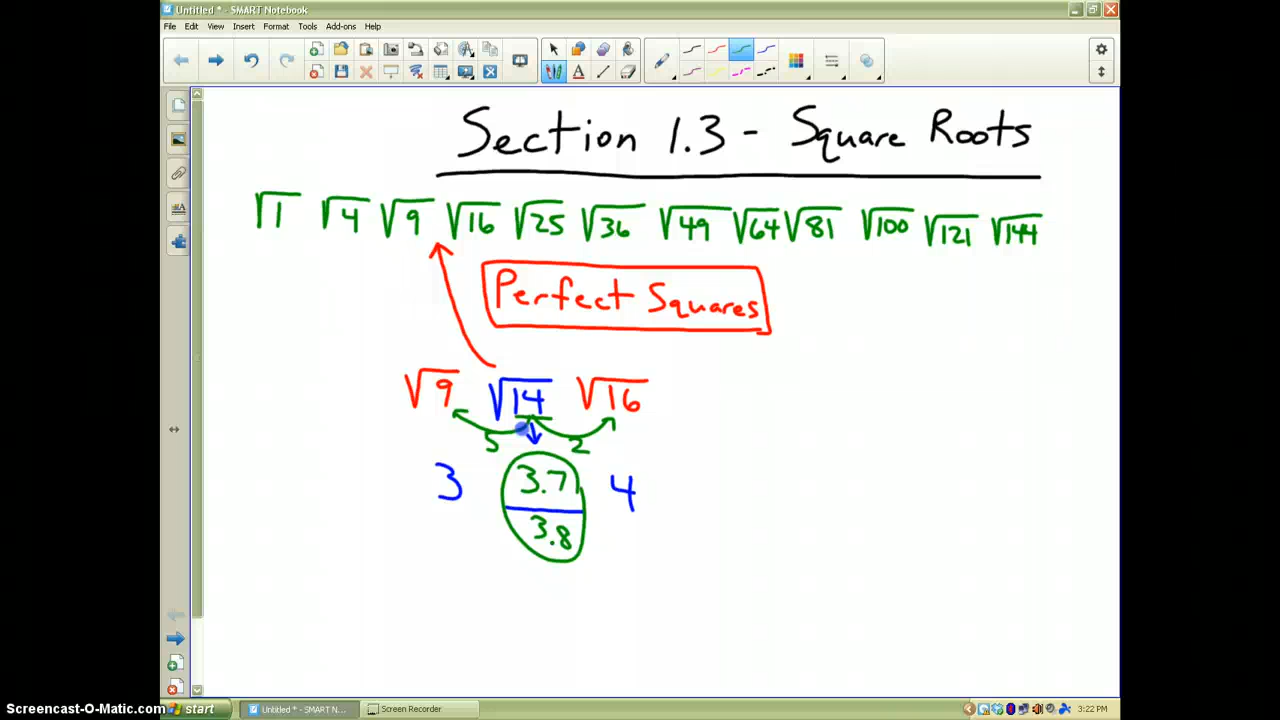 Untitled * - SMART Notebook
File Edit View Insert Format Tools Add-ons Help
Section 1.3 - Square Roots
√1 √4 √9 √16 √25 √36 √49 √64 √81 √100 √121 √144
Perfect Squares
√9 √14 √16
5 2
3 3.7 4
3.8
Screencast-O-Matic.com start Untitled * - SMART N... Screen Recorder 3:22 PM